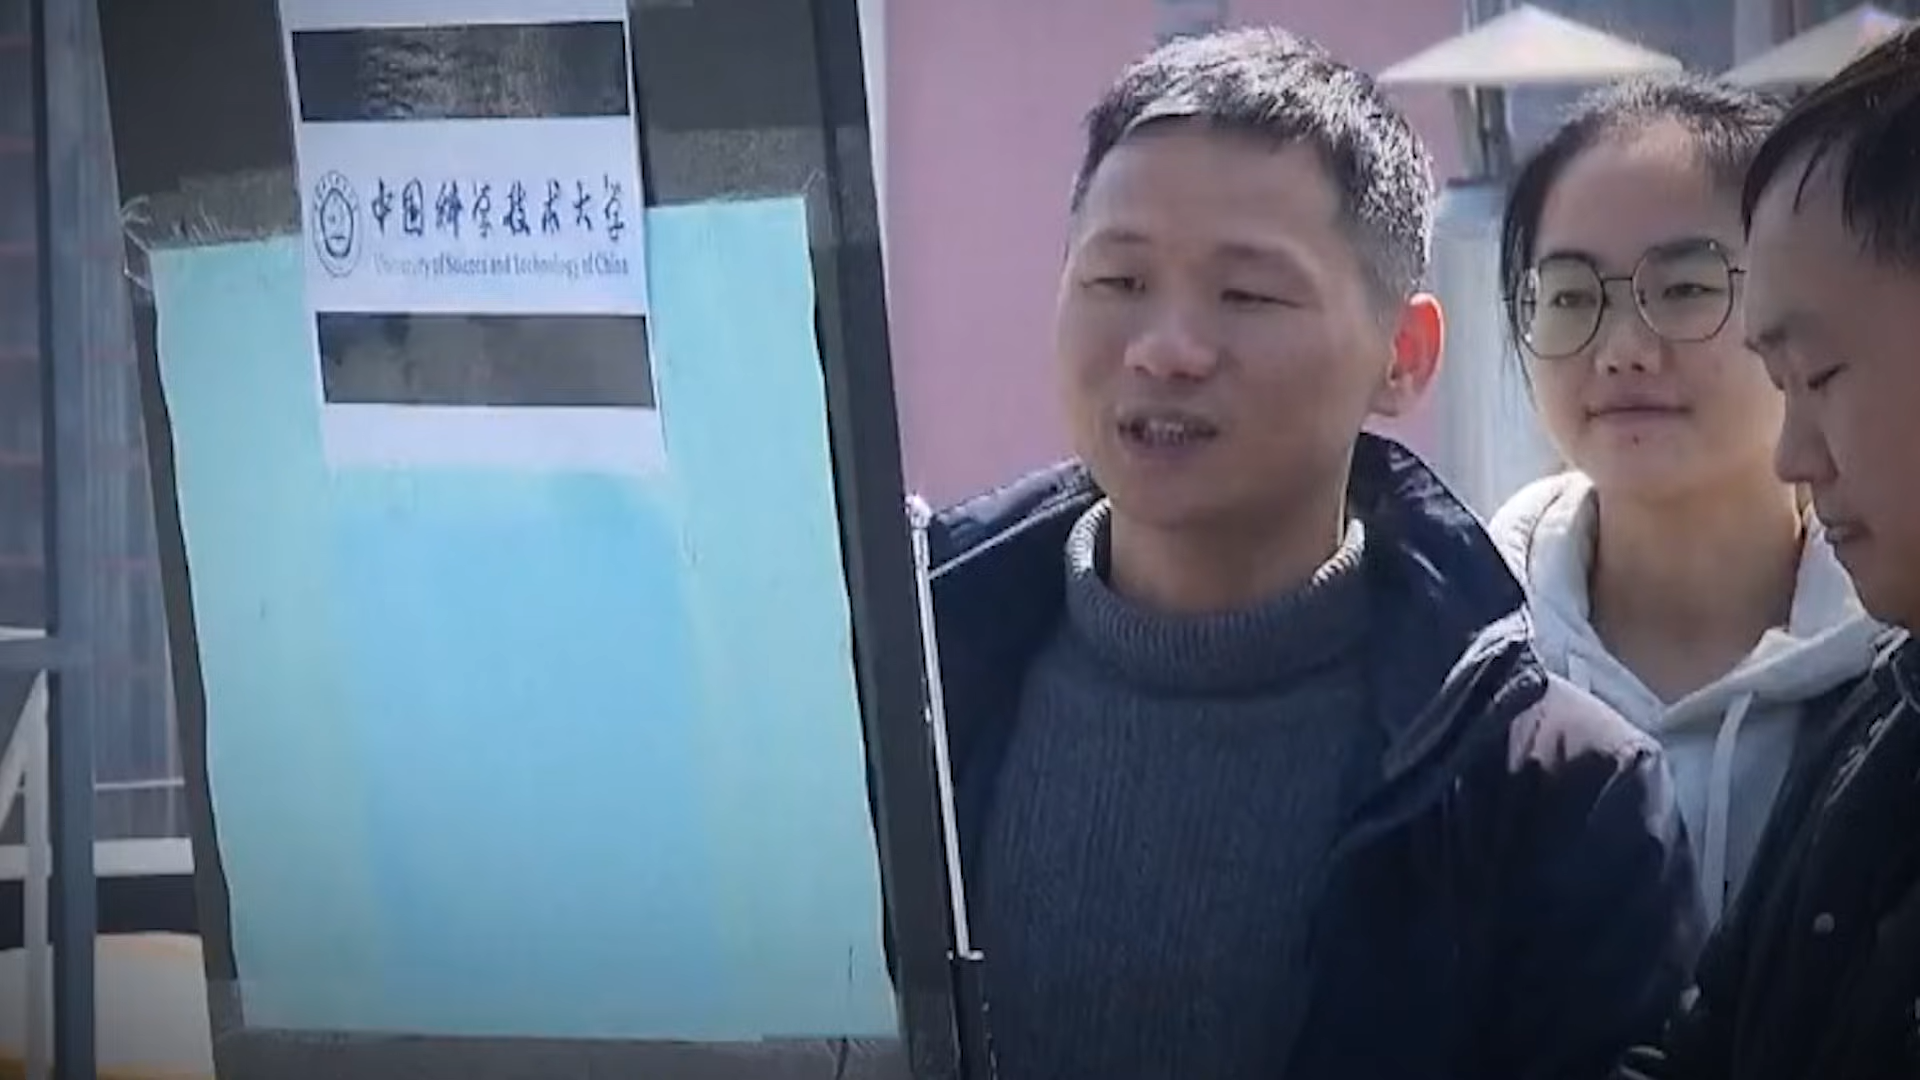 中国科学技术大学
University of Science and Technology of China